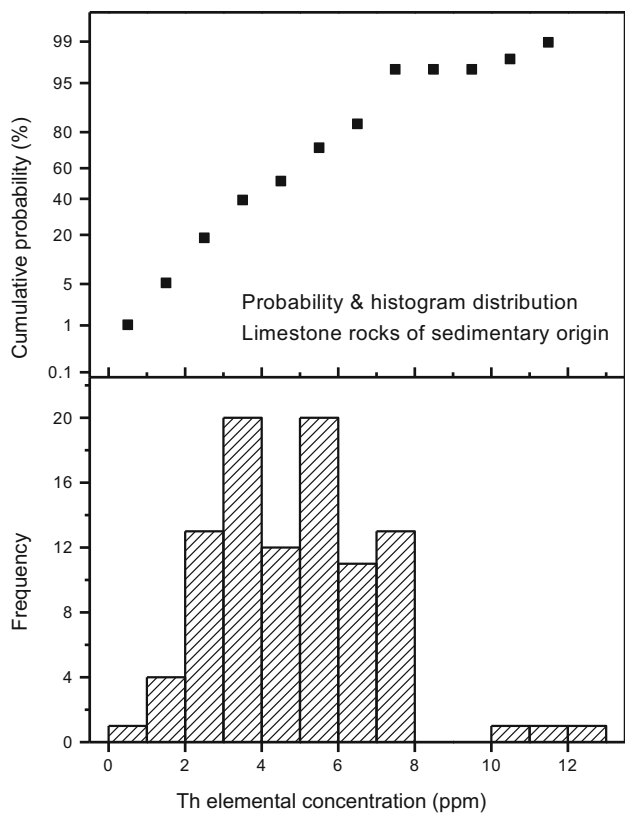 99
95
80
60
40
20
5
1
0.1
Cumulative probability (%)
Probability & histogram distribution
Limestone rocks of sedimentary origin
20
16
12
8
4
0
Frequency
0 2 4 6 8 10 12
Th elemental concentration (ppm)